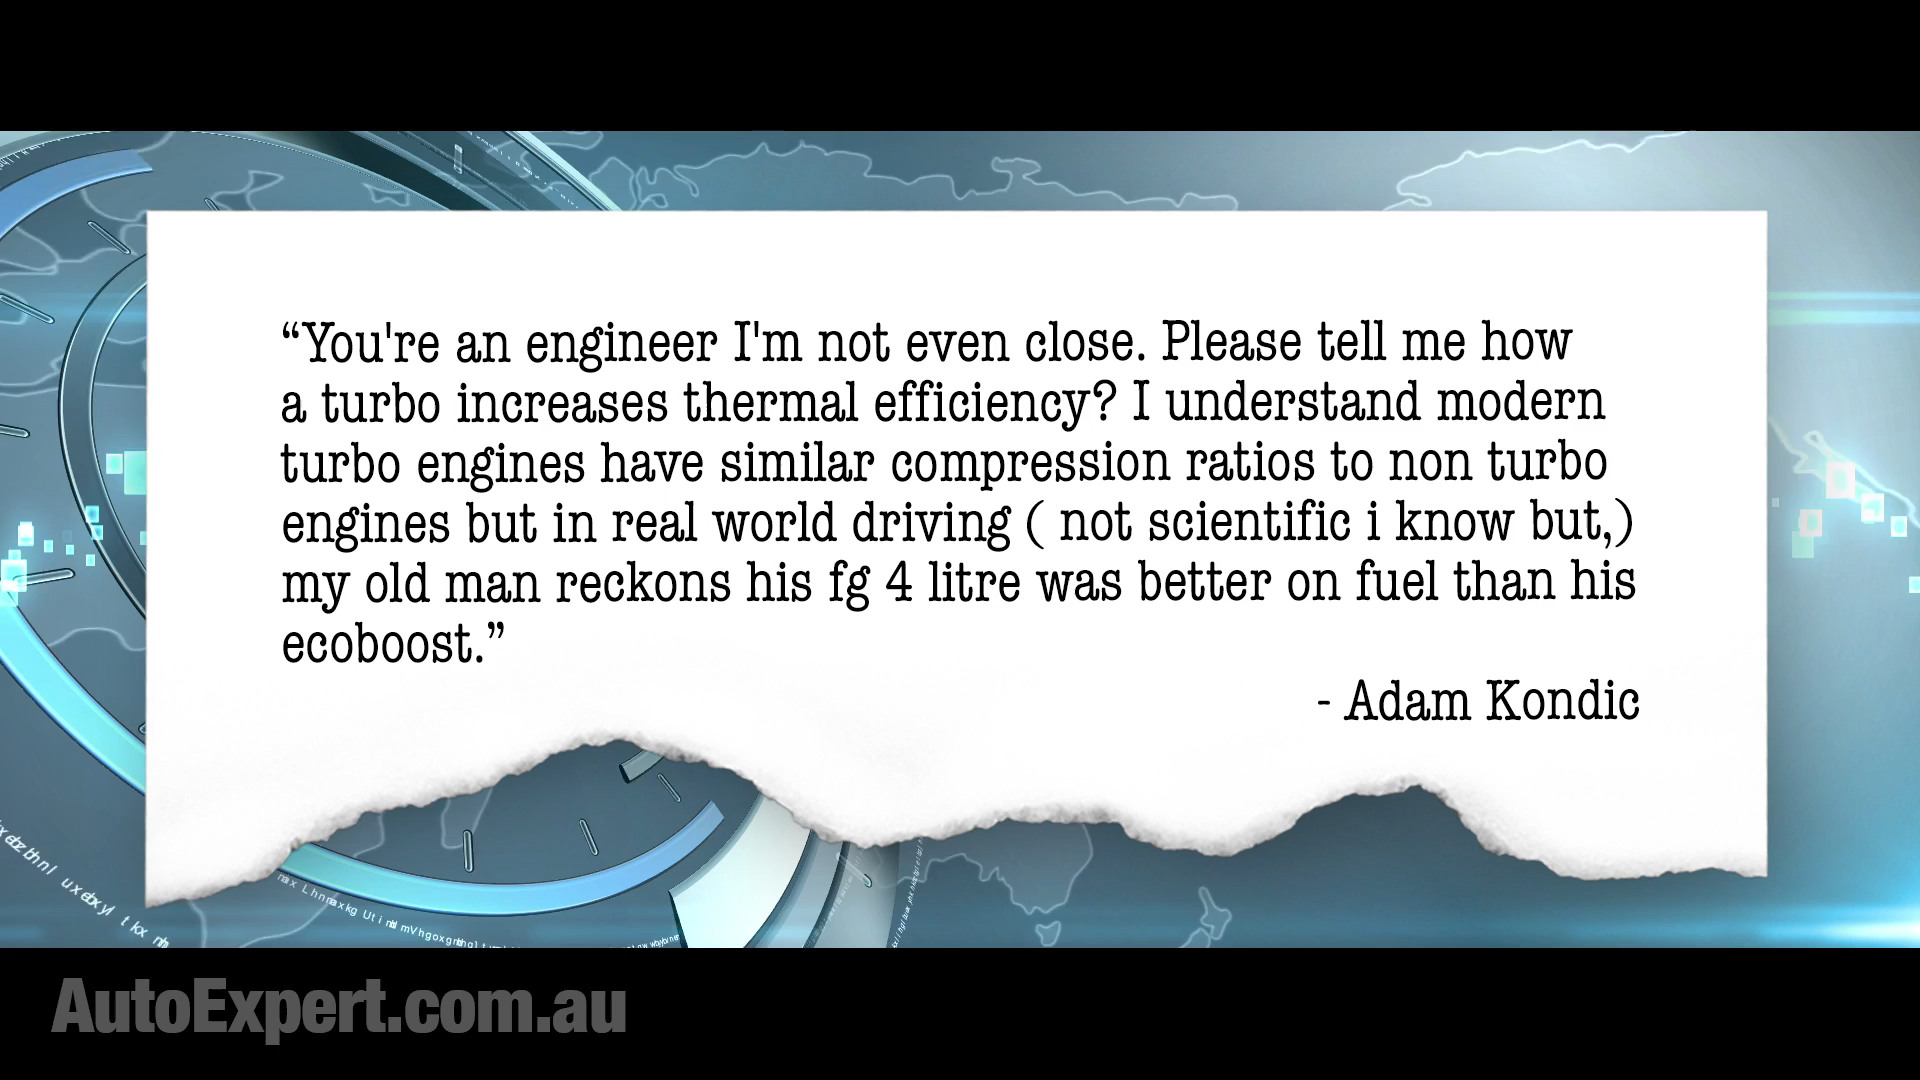 “You're an engineer I'm not even close. Please tell me how
a turbo increases thermal efficiency? I understand modern
turbo engines have similar compression ratios to non turbo
engines but in real world driving ( not scientific i know but,)
my old man reckons his fg 4 litre was better on fuel than his
ecoboost.”
- Adam Kondic
AutoExpert.com.au